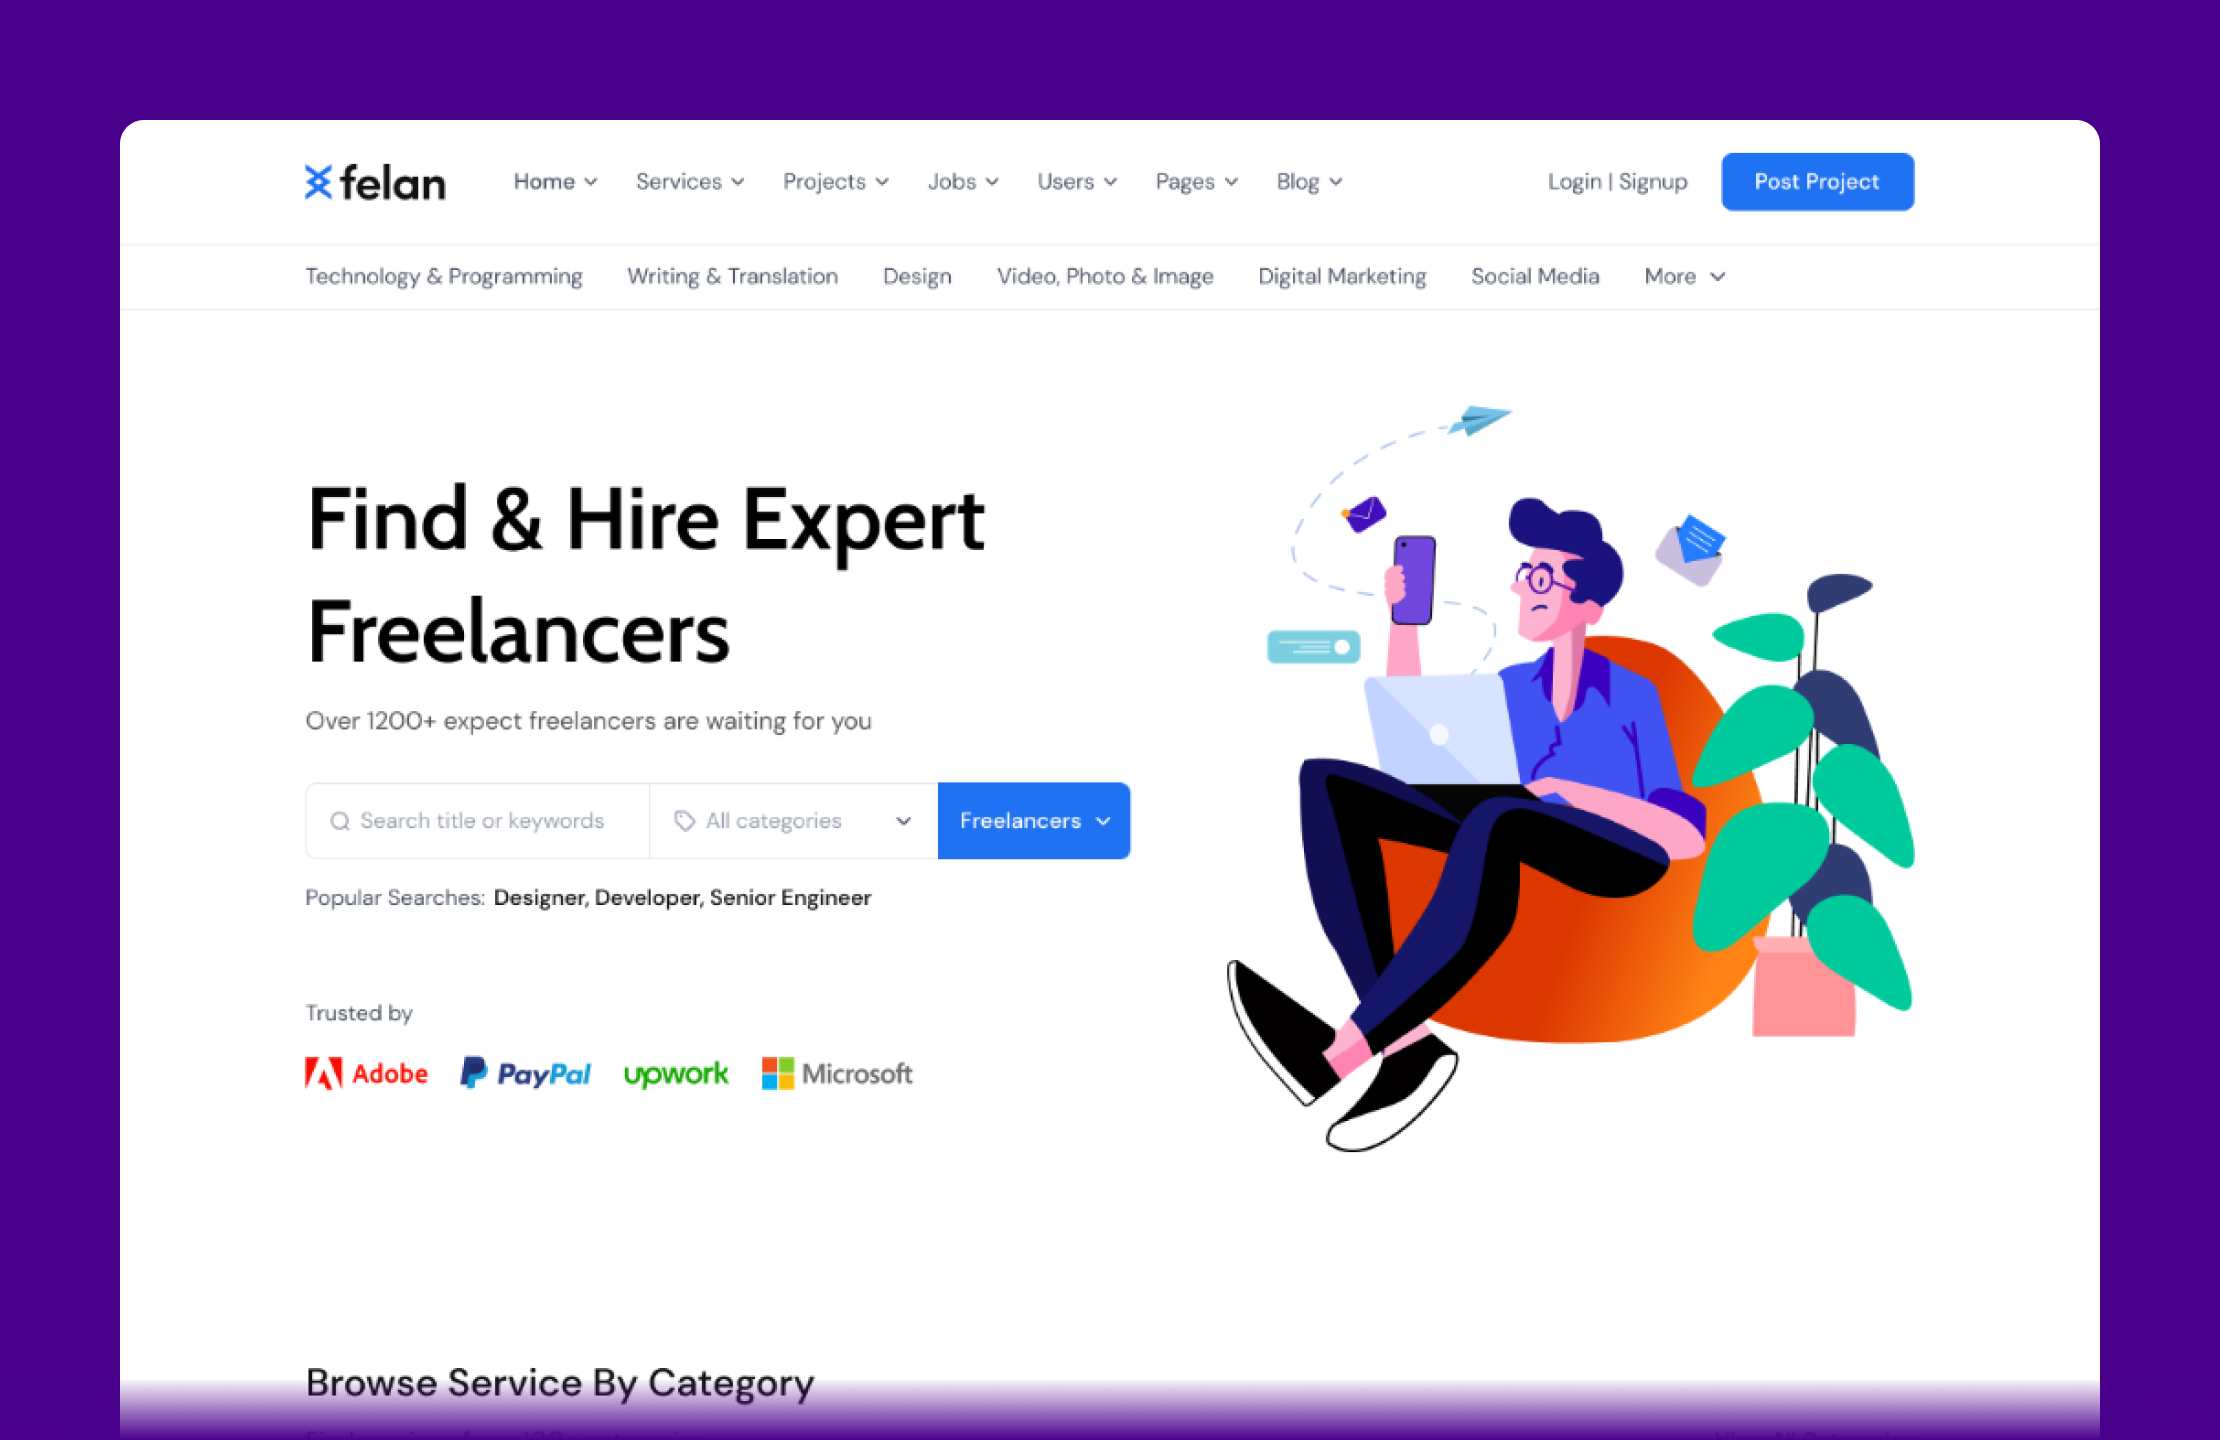 felan Home Services Projects Jobs Users Pages Blog Login | Signup Post Project
Technology & Programming Writing & Translation Design Video, Photo & Image Digital Marketing Social Media More
Find & Hire Expert
Freelancers
Over 1200+ expect freelancers are waiting for you
Search title or keywords All categories Freelancers
Popular Searches: Designer, Developer, Senior Engineer
Trusted by
Adobe PayPal upwork Microsoft
Browse Service By Category